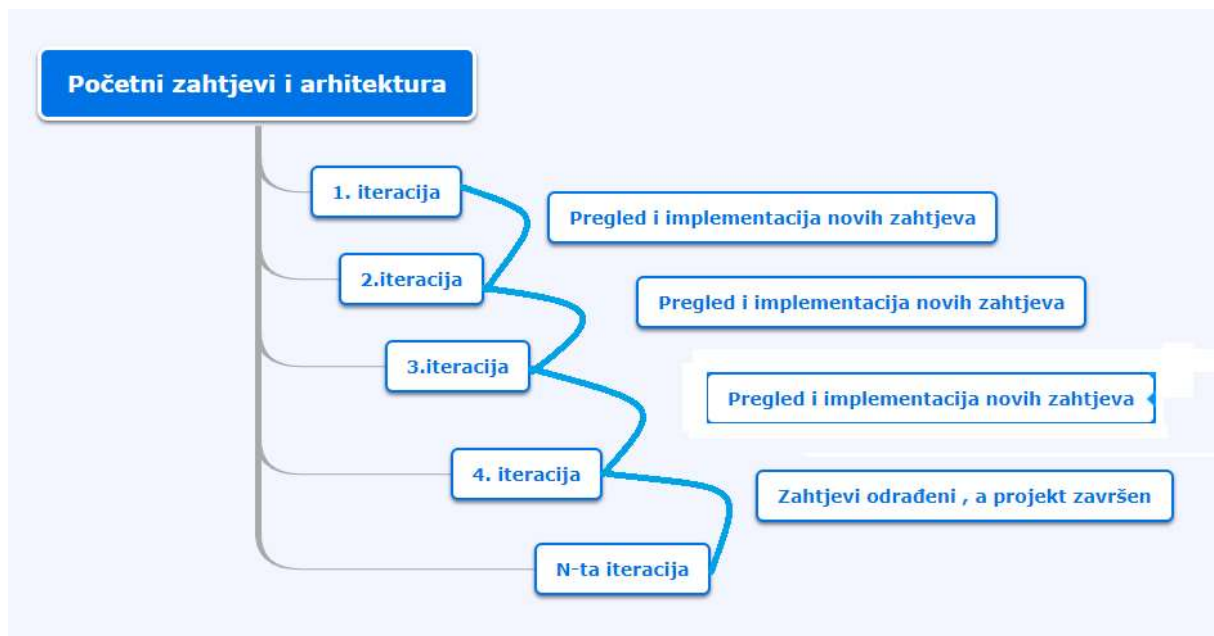 Početni zahtjevi i arhitektura
1. iteracija
Pregled i implementacija novih zahtjeva
2.iteracija
Pregled i implementacija novih zahtjeva
3.iteracija
Pregled i implementacija novih zahtjeva
4. iteracija
Zahtjevi odrađeni , a projekt završen
N-ta iteracija